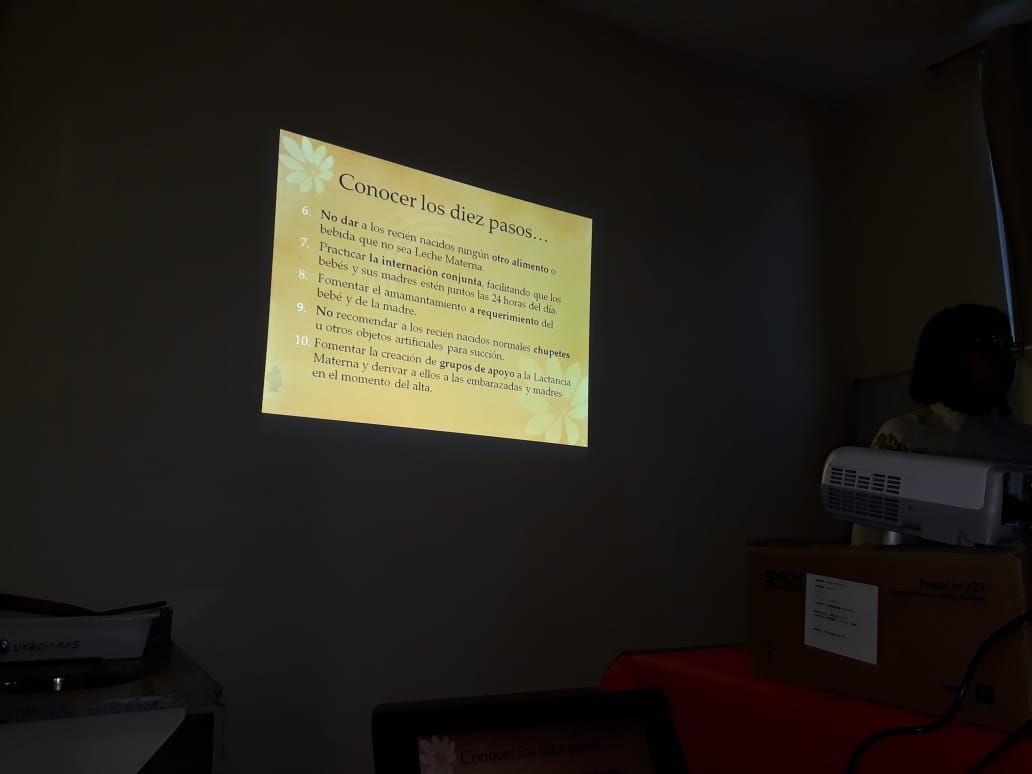 Conocer los diez pasos...
6. No dar a los recién nacidos ningún otro alimento o
bebida que no sea Leche Materna.
7. Practicar la internación conjunta, facilitando que los
bebés y sus madres estén juntos las 24 horas del día.
8. Fomentar el amamantamiento a requerimiento del
bebé y de la madre.
9. No recomendar a los recién nacidos normales chupetes
u otros objetos artificiales para succión.
10. Fomentar la creación de grupos de apoyo a la Lactancia
Materna y derivar a ellos a las embarazadas y madres
en el momento del alta.
EPSON
PowerLite X27
Conocer los diez pasos...